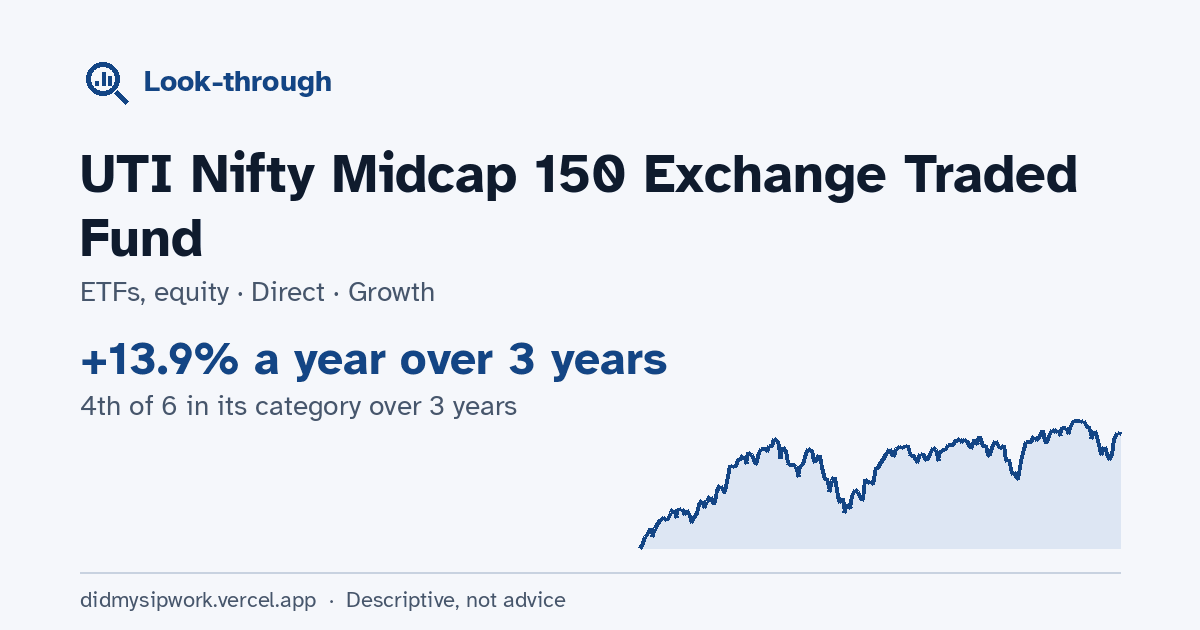 Look-through
UTI Nifty Midcap 150 Exchange Traded
Fund
ETFs, equity · Direct · Growth
+13.9% a year over 3 years
4th of 6 in its category over 3 years
didmysipwork.vercel.app · Descriptive, not advice